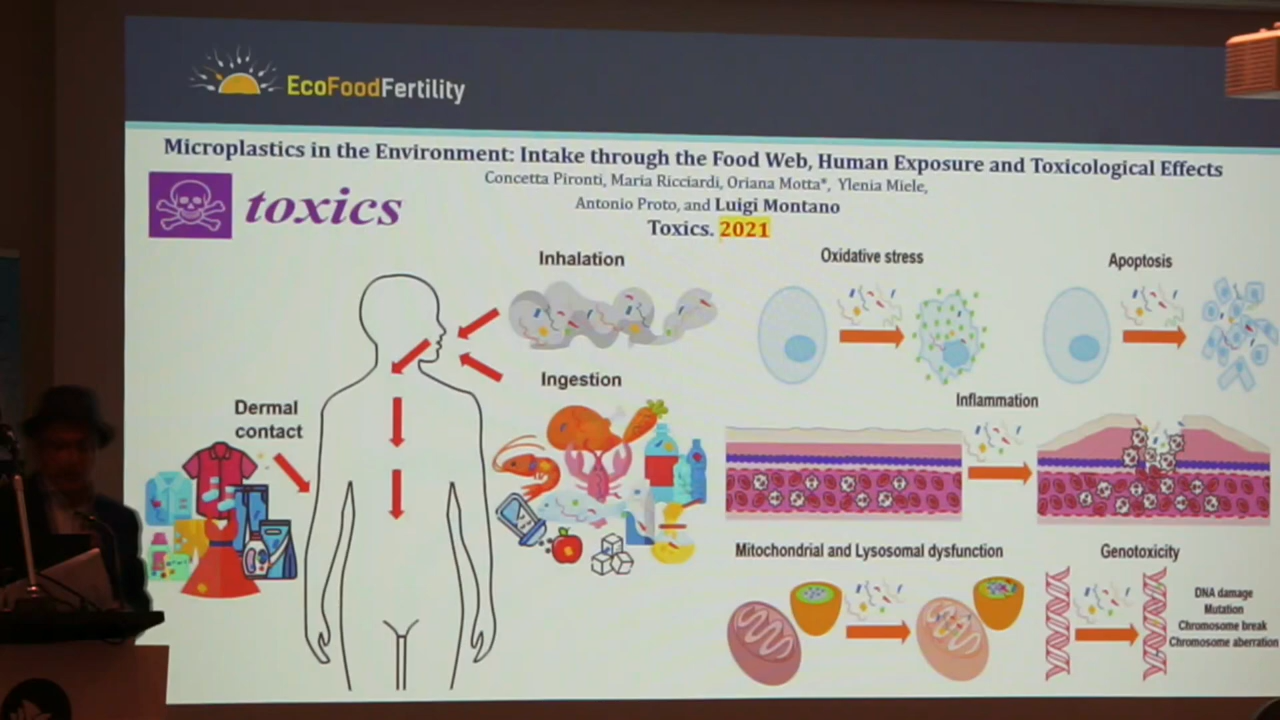 EcoFoodFertility
Microplastics in the Environment: Intake through the Food Web, Human Exposure and Toxicological Effects
Concetta Pironti, Maria Ricciardi, Oriana Motta*, Ylenia Miele,
Antonio Proto, and Luigi Montano
toxics
Toxics. 2021
Inhalation
Oxidative stress
Apoptosis
Ingestion
Inflammation
Dermal
contact
Mitochondrial and Lysosomal dysfunction
Genotoxicity
DNA damage
Mutation
Chromosome break
Chromosome aberration